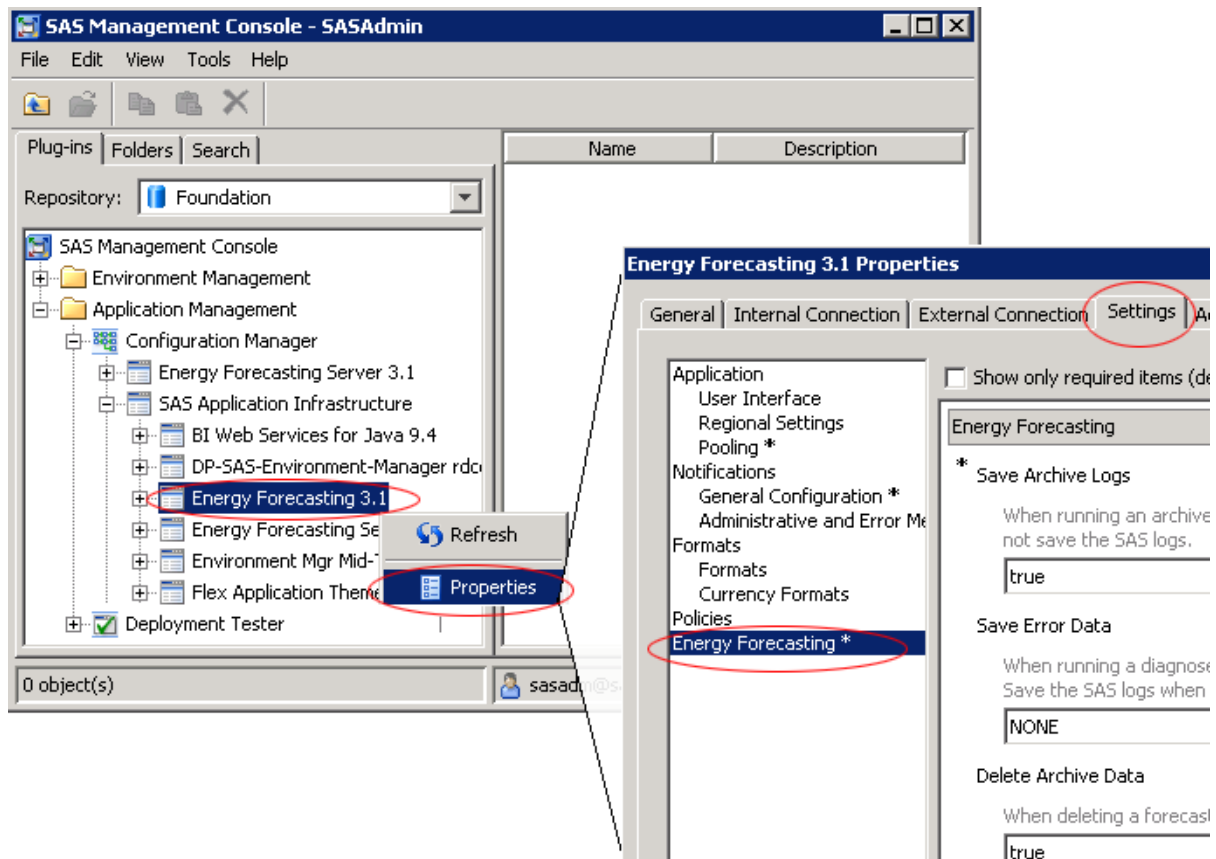 SAS Management Console - SASAdmin
File Edit View Tools Help
Plug-ins Folders Search
Repository: Foundation
Name Description
SAS Management Console
Environment Management
Application Management
Configuration Manager
Energy Forecasting Server 3.1
SAS Application Infrastructure
BI Web Services for Java 9.4
DP-SAS-Environment-Manager
Energy Forecasting 3.1
Energy Forecasting
Environment Mgr
Flex Application
Deployment Tester
Refresh
Properties
0 object(s)
Energy Forecasting 3.1 Properties
General Internal Connection External Connection Settings
Application
User Interface
Regional Settings
Pooling *
Notifications
General Configuration *
Administrative and Error
Formats
Formats
Currency Formats
Policies
Energy Forecasting *
Show only required items
Energy Forecasting
* Save Archive Logs
When running an archive
not save the SAS logs.
true
Save Error Data
When running a diagnose
Save the SAS logs when
NONE
Delete Archive Data
When deleting a
true